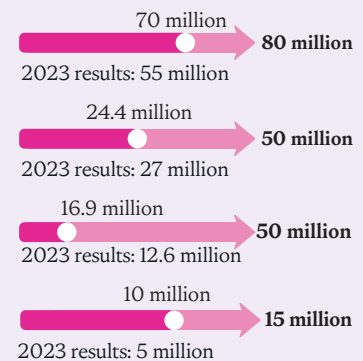 70 million
80 million
2023 results: 55 million
24.4 million
50 million
2023 results: 27 million
16.9 million
50 million
2023 results: 12.6 million
10 million
15 million
2023 results: 5 million